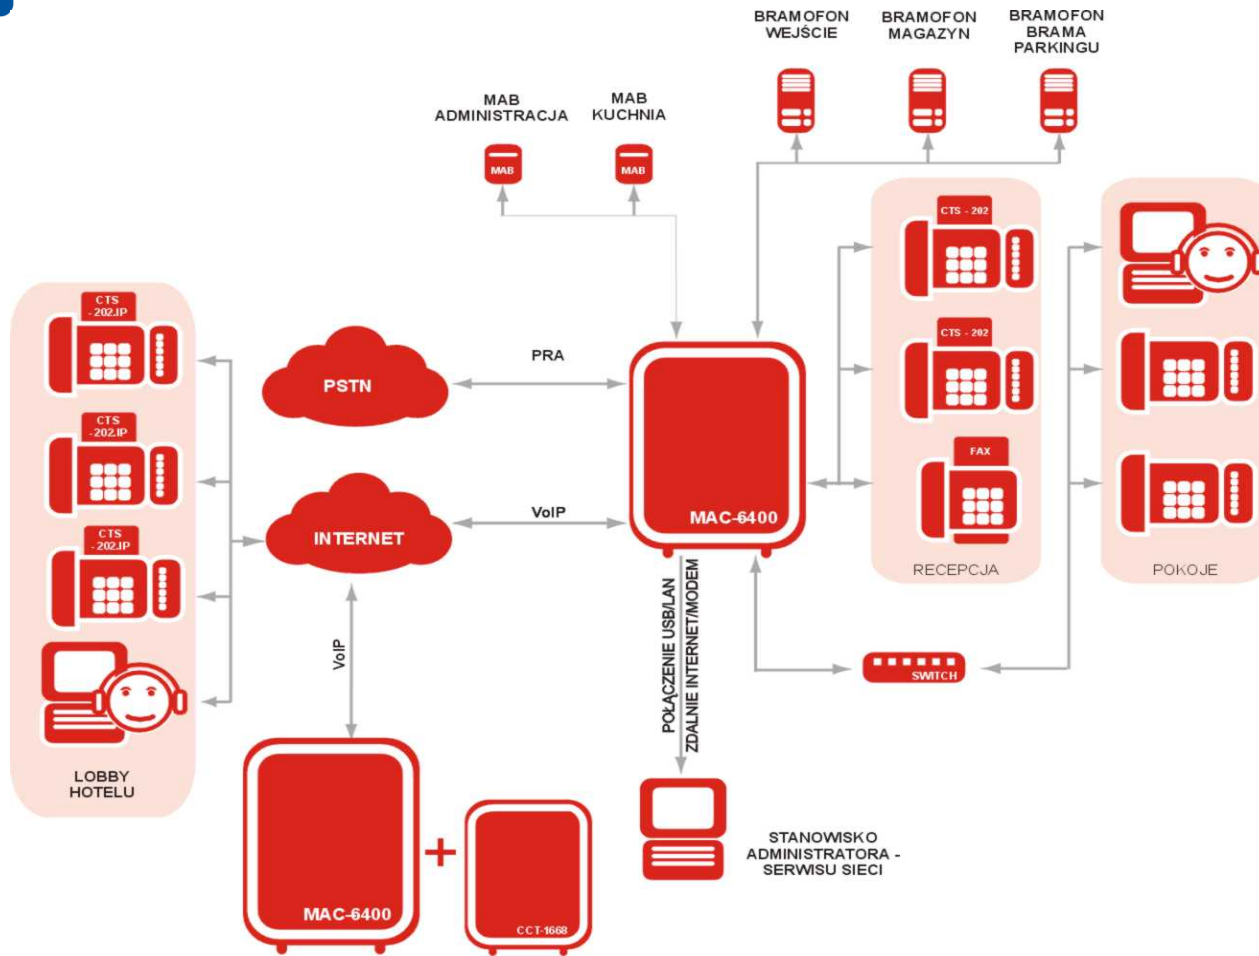 BRAMOFON
WEJŚCIE
BRAMOFON
MAGAZYN
BRAMOFON
BRAMA
PARKINGU
MAB
ADMINISTRACJA
MAB
KUCHNIA
MAB
MAB
CTS - 202
CTS - 202
FAX
RECEPCJA
POKOJE
CTS
-202.IP
CTS
-202.IP
CTS
-202.IP
LOBBY
HOTELU
PSTN
PRA
INTERNET
VoIP
MAC-6400
VoIP
POŁĄCZENIE USB/LAN
ZDALNIE INTERNET/MODEM
SWITCH
STANOWISKO
ADMINISTRATORA -
SERWISU SIECI
MAC-6400
+
CCT-1668